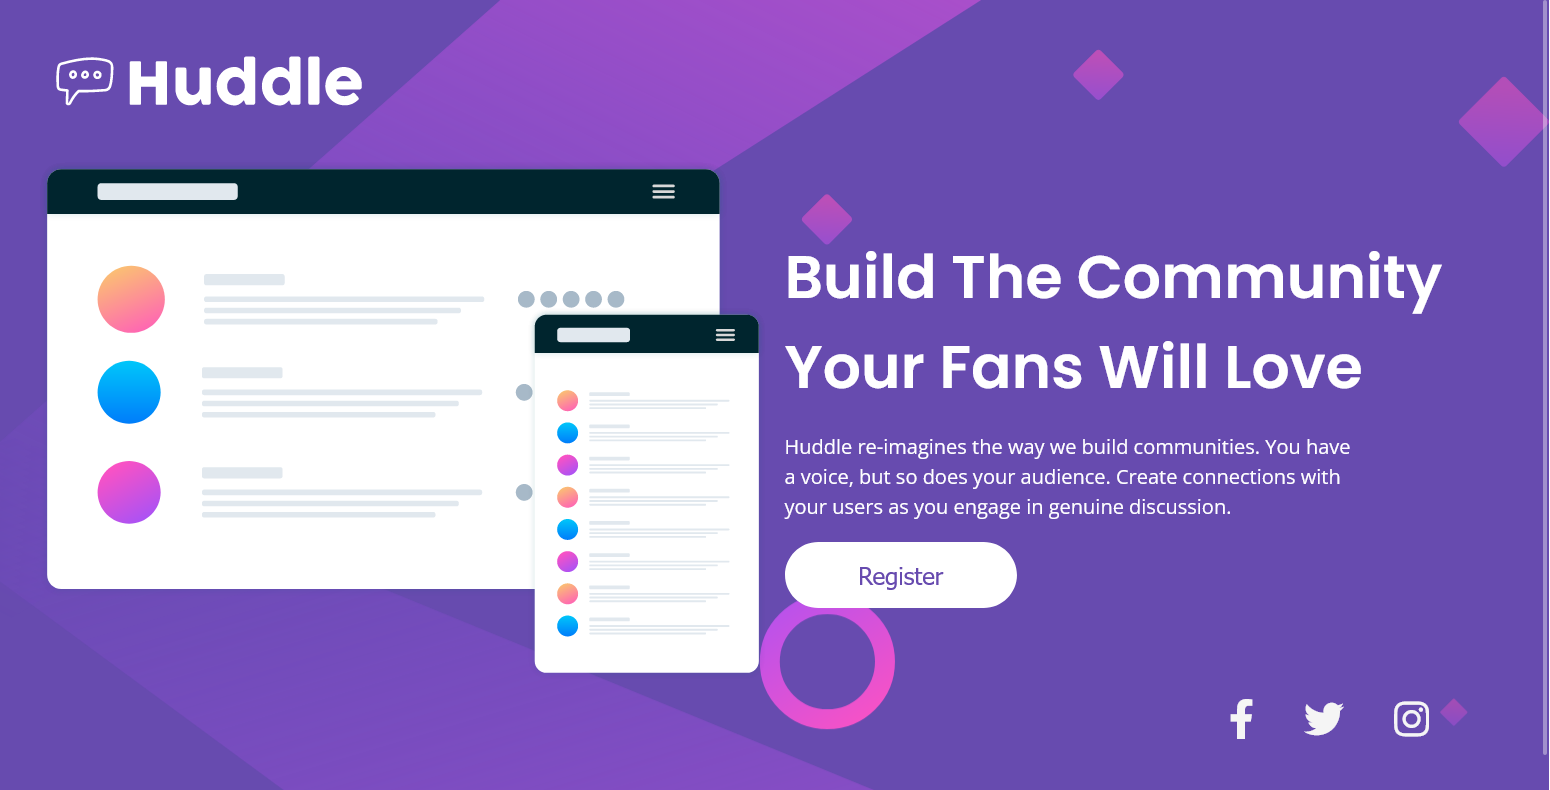 Huddle
Build The Community
Your Fans Will Love
Huddle re-imagines the way we build communities. You have
a voice, but so does your audience. Create connections with
your users as you engage in genuine discussion.
Register